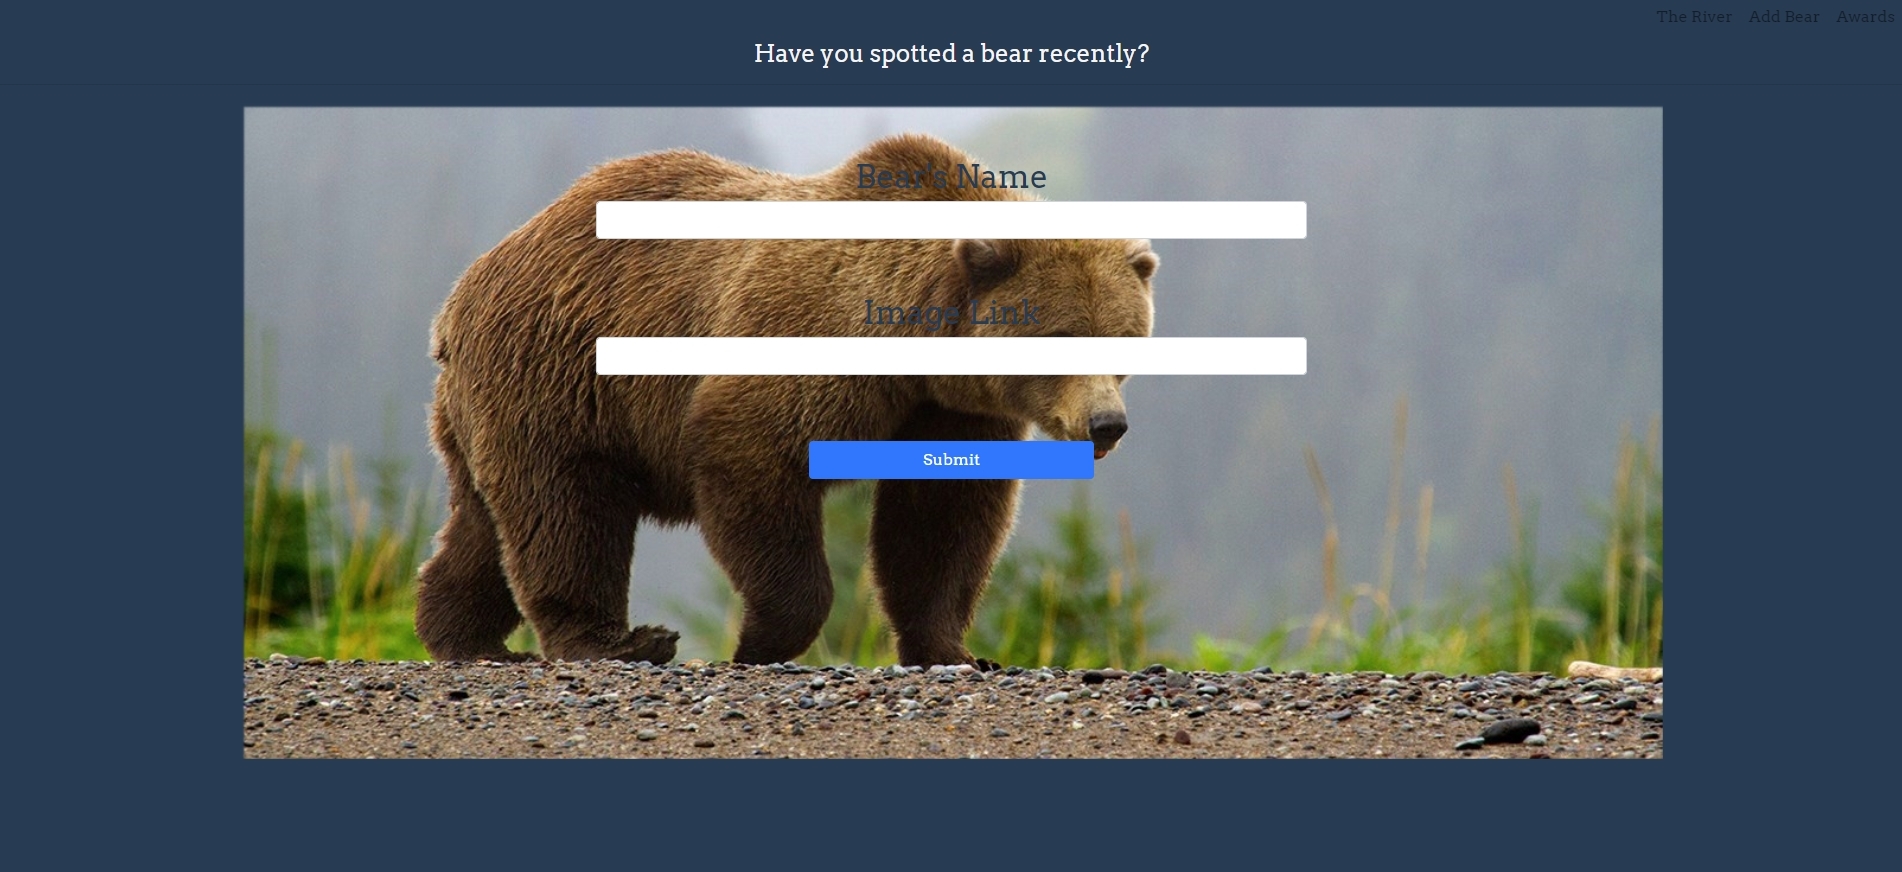 The River Add Bear Awards
Have you spotted a bear recently?
Bear's Name
Image Link
Submit